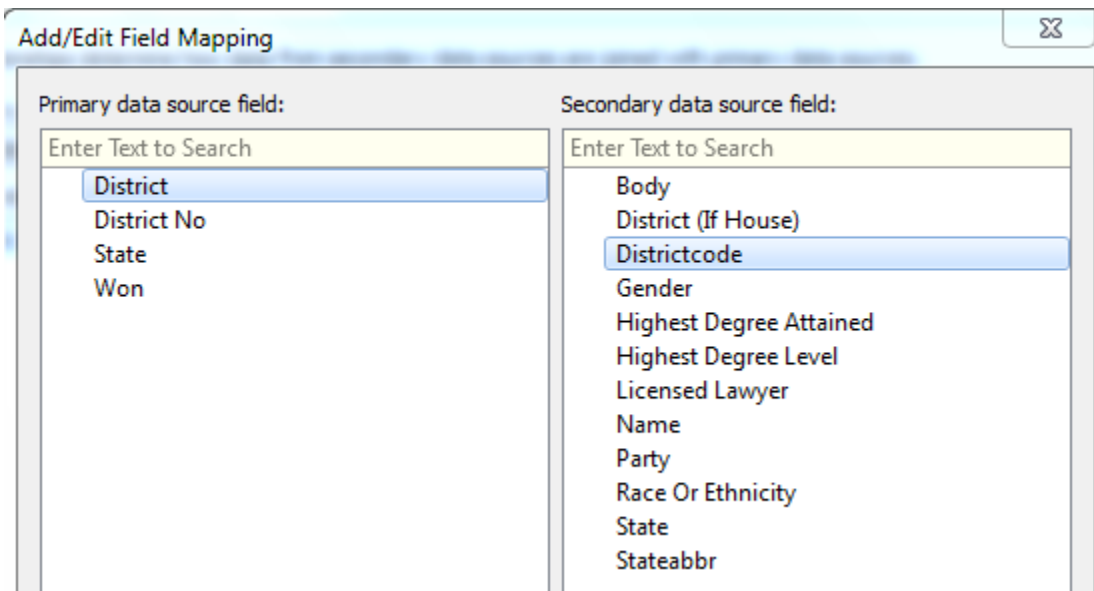 Add/Edit Field Mapping
Primary data source field:
Enter Text to Search
District
District No
State
Won
Secondary data source field:
Enter Text to Search
Body
District (If House)
Districtcode
Gender
Highest Degree Attained
Highest Degree Level
Licensed Lawyer
Name
Party
Race Or Ethnicity
State
Stateabbr